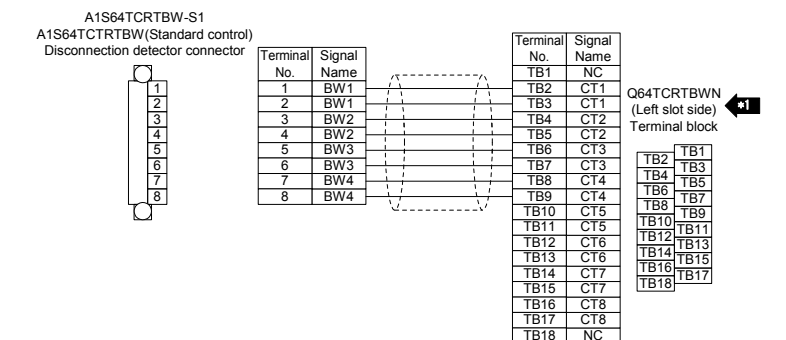 A1S64TCRTBW-S1
A1S64TCTRTBW(Standard control)
Disconnection detector connector
1
2
3
4
5
6
7
8
Terminal No. Signal Name
1 BW1
2 BW1
3 BW2
4 BW2
5 BW3
6 BW3
7 BW4
8 BW4
Terminal No. Signal Name
TB1 NC
TB2 CT1
TB3 CT1
TB4 CT2
TB5 CT2
TB6 CT3
TB7 CT3
TB8 CT4
TB9 CT4
TB10 CT5
TB11 CT5
TB12 CT6
TB13 CT6
TB14 CT7
TB15 CT7
TB16 CT8
TB17 CT8
TB18 NC
Q64TCRTBWN
(Left slot side)
Terminal block
*1
TB1
TB2
TB3
TB4
TB5
TB6
TB7
TB8
TB9
TB10
TB11
TB12
TB13
TB14
TB15
TB16
TB17
TB18